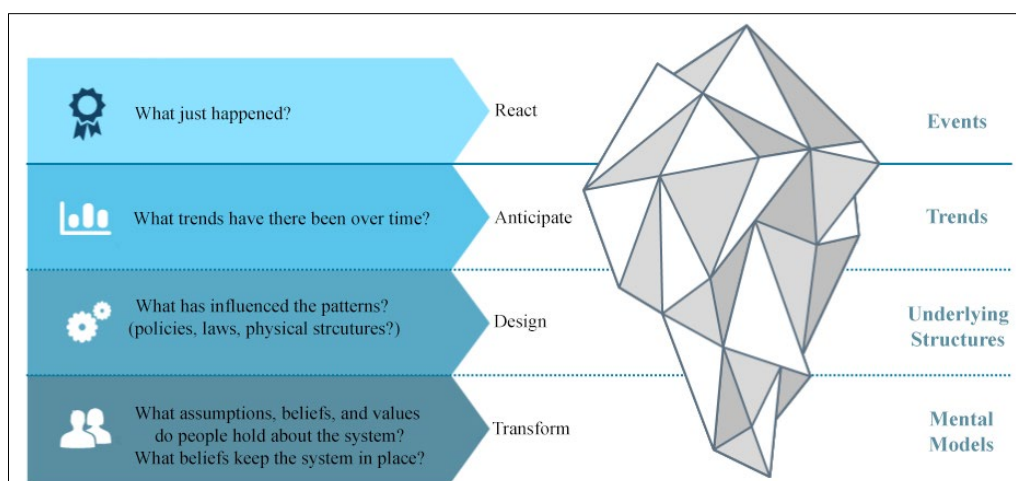 What just happened?
React
Events
What trends have there been over time?
Anticipate
Trends
What has influenced the patterns?
(policies, laws, physical strcutures?)
Design
Underlying
Structures
What assumptions, beliefs, and values
do people hold about the system?
What beliefs keep the system in place?
Transform
Mental
Models